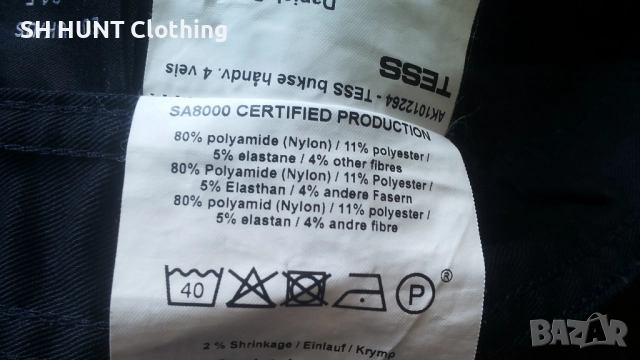 SH HUNT Clothing
TESS
AK1012264 - TESS bukse håndv. 4 veis
SA8000 CERTIFIED PRODUCTION
80% polyamide (Nylon) / 11% polyester /
5% elastane / 4% other fibres
80% Polyamide (Nylon) / 11% Polyester /
5% Elasthan / 4% andere Fasern
80% polyamid (Nylon) / 11% polyester /
5% elastan / 4% andre fibre
40
P
®
2 % Shrinkage / Einlauf / Krymp
BAZAR